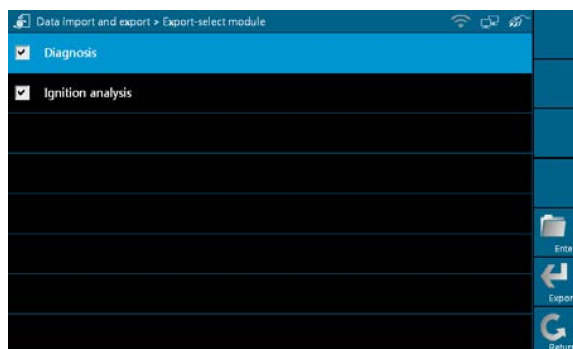 Data import and export > Export-select module
Diagnosis
Ignition analysis
Ente
Expor
Return